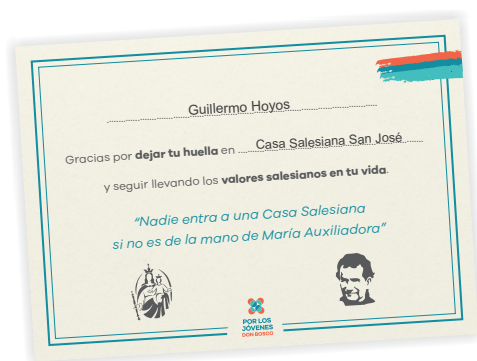 Guillermo Hoyos
Gracias por dejar tu huella en Casa Salesiana San José
y seguir llevando los valores salesianos en tu vida.
“Nadie entra a una Casa Salesiana
si no es de la mano de María Auxiliadora”
POR LOS
JÓVENES
DON BOSCO